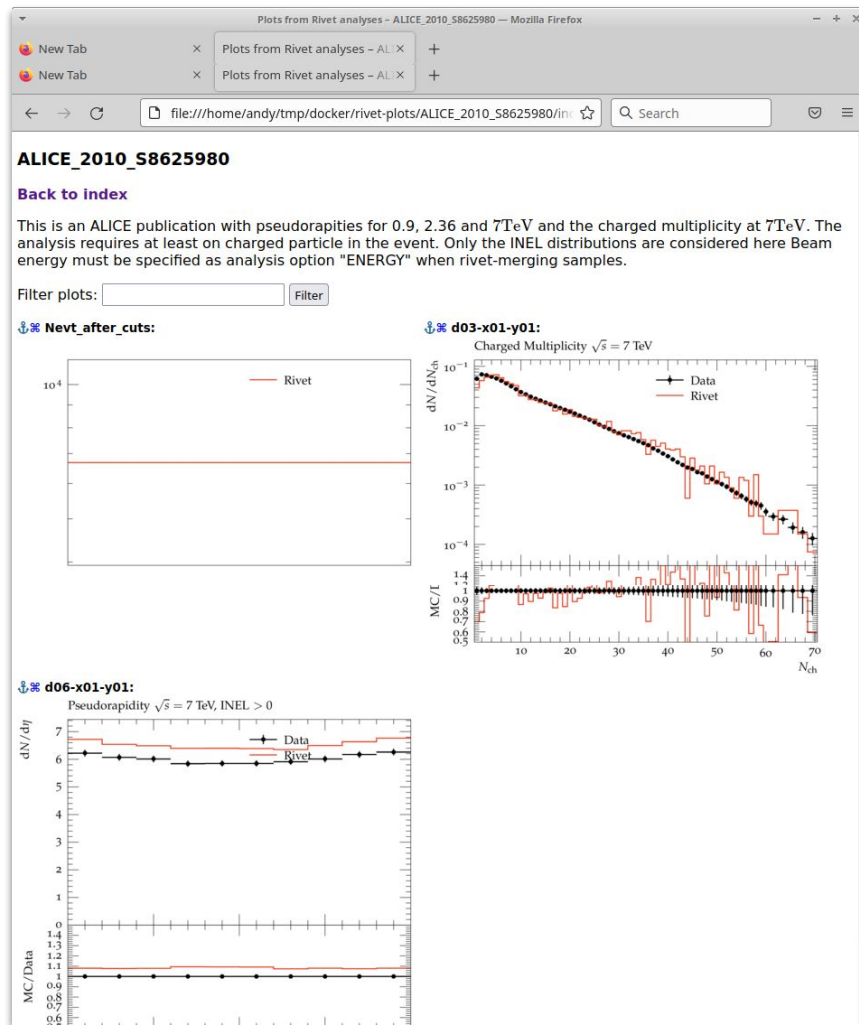 Plots from Rivet analyses – ALICE_2010_S8625980 — Mozilla Firefox
New Tab
Plots from Rivet analyses – AL
New Tab
Plots from Rivet analyses – AL
file:///home/andy/tmp/docker/rivet-plots/ALICE_2010_S8625980/in
Search
ALICE_2010_S8625980
Back to index
This is an ALICE publication with pseudorapities for 0.9, 2.36 and 7TeV and the charged multiplicity at 7TeV. The
analysis requires at least on charged particle in the event. Only the INEL distributions are considered here Beam
energy must be specified as analysis option "ENERGY" when rivet-merging samples.
Filter plots:
Filter
⚓⌘ Nevt_after_cuts:
10⁴
Rivet
⚓⌘ d03-x01-y01:
Charged Multiplicity √s = 7 TeV
dN/dN_ch
10⁻¹
10⁻²
10⁻³
10⁻⁴
Data
Rivet
MC/
1.4
1
0.9
0.8
0.7
0.6
0.5
10 20 30 40 50 60 70
N_ch
⚓⌘ d06-x01-y01:
Pseudorapidity √s = 7 TeV, INEL > 0
dN/dη
7
6
5
4
3
2
1
0
Data
Rivet
MC/Data
1.4
1.3
1.2
1.1
1
0.9
0.8
0.7
0.6